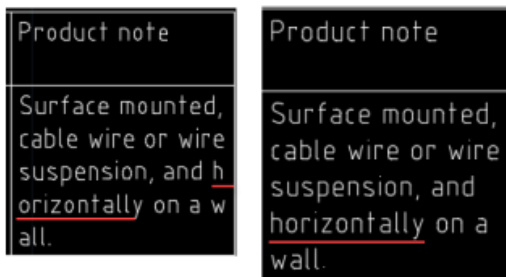 Product note
Surface mounted,
cable wire or wire
suspension, and h
orizontally on a w
all.
Product note
Surface mounted,
cable wire or wire
suspension, and
horizontally on a
wall.